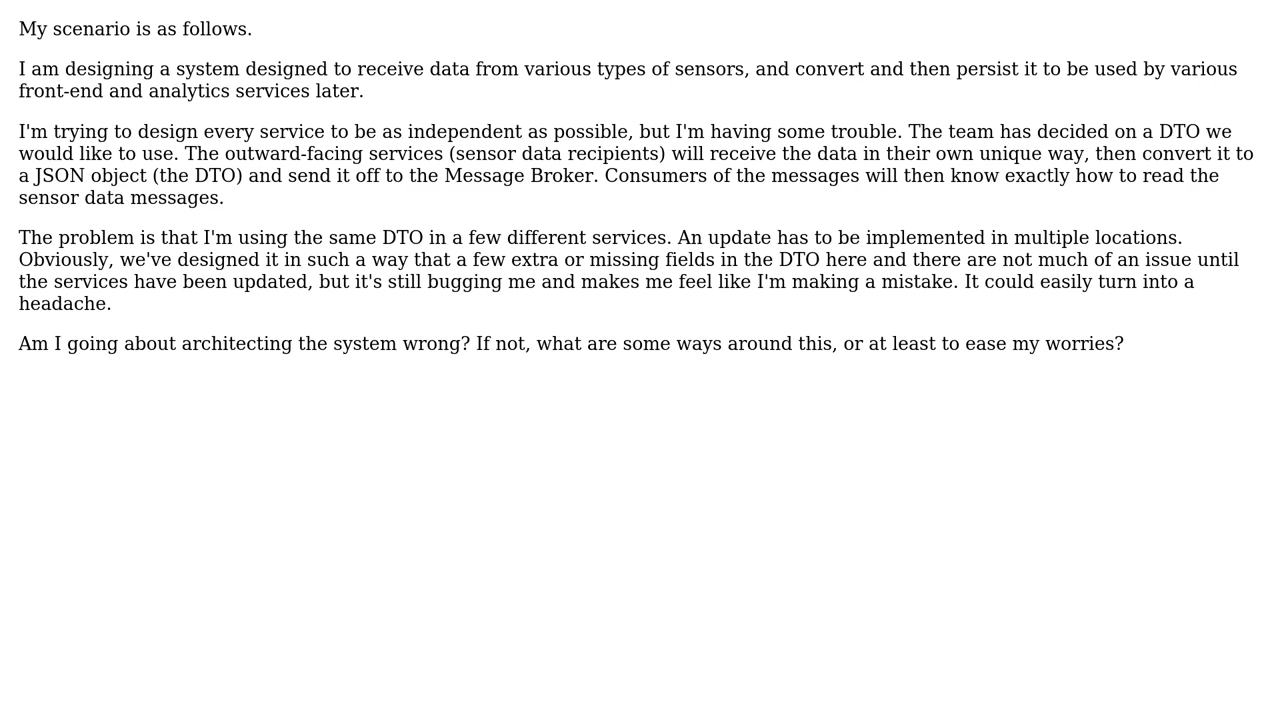 My scenario is as follows.
I am designing a system designed to receive data from various types of sensors, and convert and then persist it to be used by various
front-end and analytics services later.
I'm trying to design every service to be as independent as possible, but I'm having some trouble. The team has decided on a DTO we
would like to use. The outward-facing services (sensor data recipients) will receive the data in their own unique way, then convert it to
a JSON object (the DTO) and send it off to the Message Broker. Consumers of the messages will then know exactly how to read the
sensor data messages.
The problem is that I'm using the same DTO in a few different services. An update has to be implemented in multiple locations.
Obviously, we've designed it in such a way that a few extra or missing fields in the DTO here and there are not much of an issue until
the services have been updated, but it's still bugging me and makes me feel like I'm making a mistake. It could easily turn into a
headache.
Am I going about architecting the system wrong? If not, what are some ways around this, or at least to ease my worries?